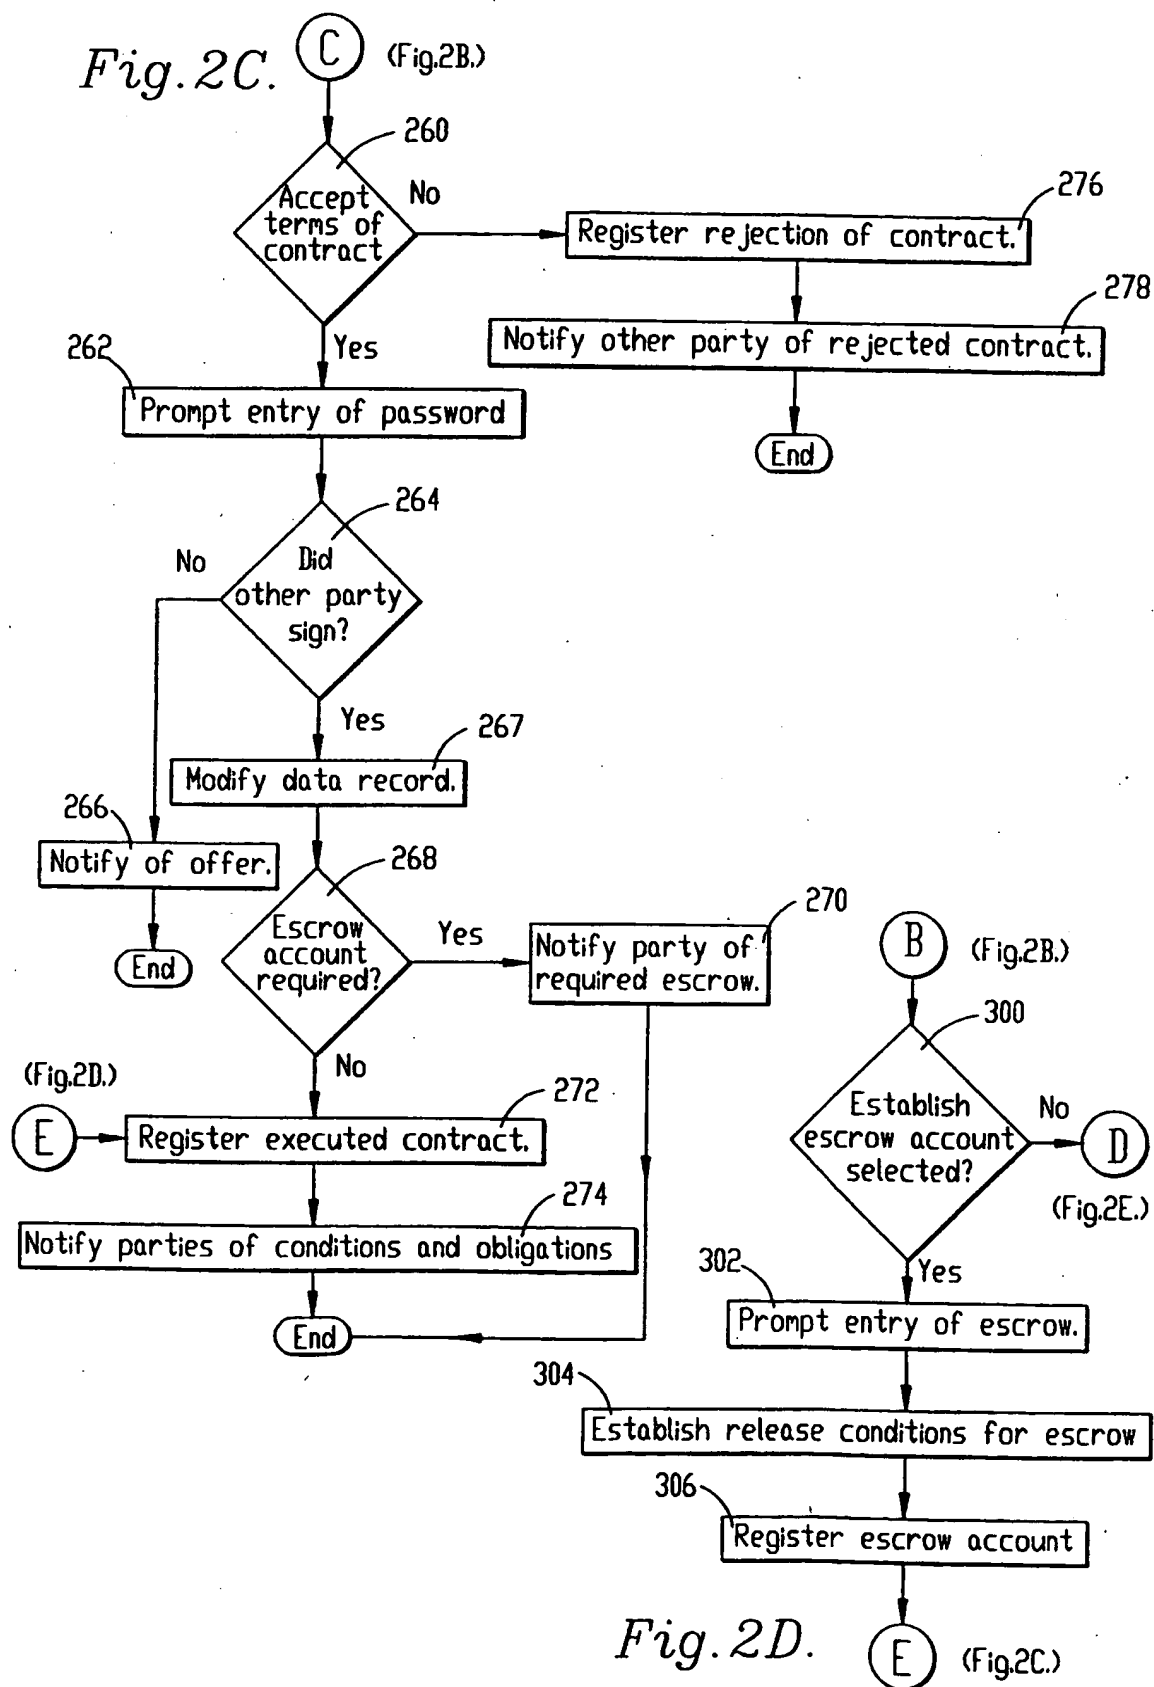 Fig. 2C.
C
(Fig.2B.)
260
Accept
terms of
contract
No
276
Register rejection of contract.
278
Notify other party of rejected contract.
End
Yes
262
Prompt entry of password
264
Did
other party
sign?
No
Yes
267
Modify data record.
266
Notify of offer.
End
268
Escrow
account
required?
Yes
270
Notify party of
required escrow.
No
(Fig.2D.)
E
272
Register executed contract.
274
Notify parties of conditions and obligations
End
B
(Fig.2B.)
300
Establish
escrow account
selected?
No
D
(Fig.2E.)
Yes
302
Prompt entry of escrow.
304
Establish release conditions for escrow
306
Register escrow account
Fig. 2D.
E
(Fig.2C.)